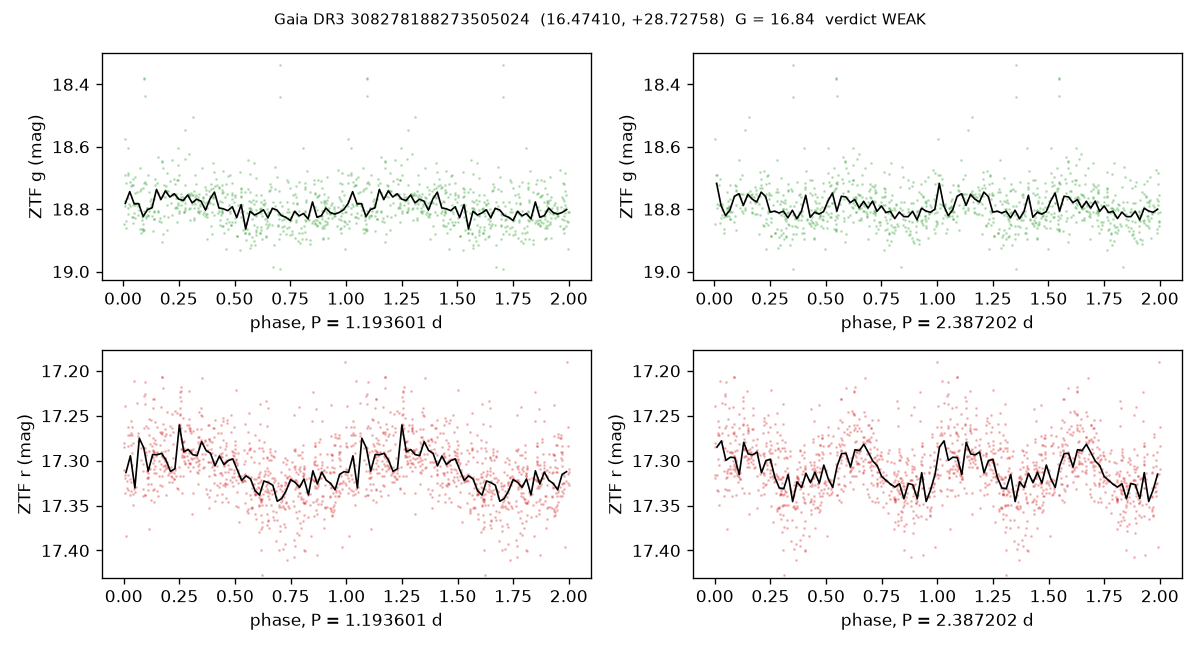 Gaia DR3 308278188273505024  (16.47410, +28.72758)  G = 16.84  verdict WEAK
ZTF g (mag)
18.4
18.6
18.8
19.0
0.00 0.25 0.50 0.75 1.00 1.25 1.50 1.75 2.00
phase, P = 1.193601 d
ZTF g (mag)
18.4
18.6
18.8
19.0
0.00 0.25 0.50 0.75 1.00 1.25 1.50 1.75 2.00
phase, P = 2.387202 d
ZTF r (mag)
17.20
17.25
17.30
17.35
17.40
0.00 0.25 0.50 0.75 1.00 1.25 1.50 1.75 2.00
phase, P = 1.193601 d
ZTF r (mag)
17.20
17.25
17.30
17.35
17.40
0.00 0.25 0.50 0.75 1.00 1.25 1.50 1.75 2.00
phase, P = 2.387202 d